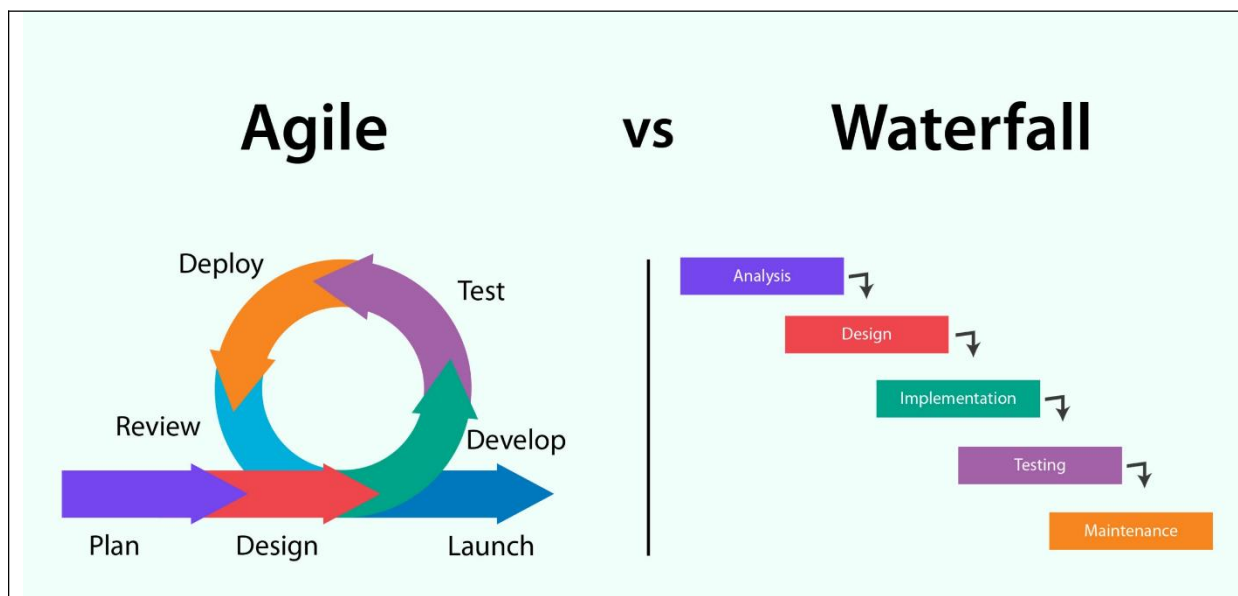 Agile vs Waterfall
Deploy
Test
Review
Develop
Plan
Design
Launch
Analysis
Design
Implementation
Testing
Maintenance